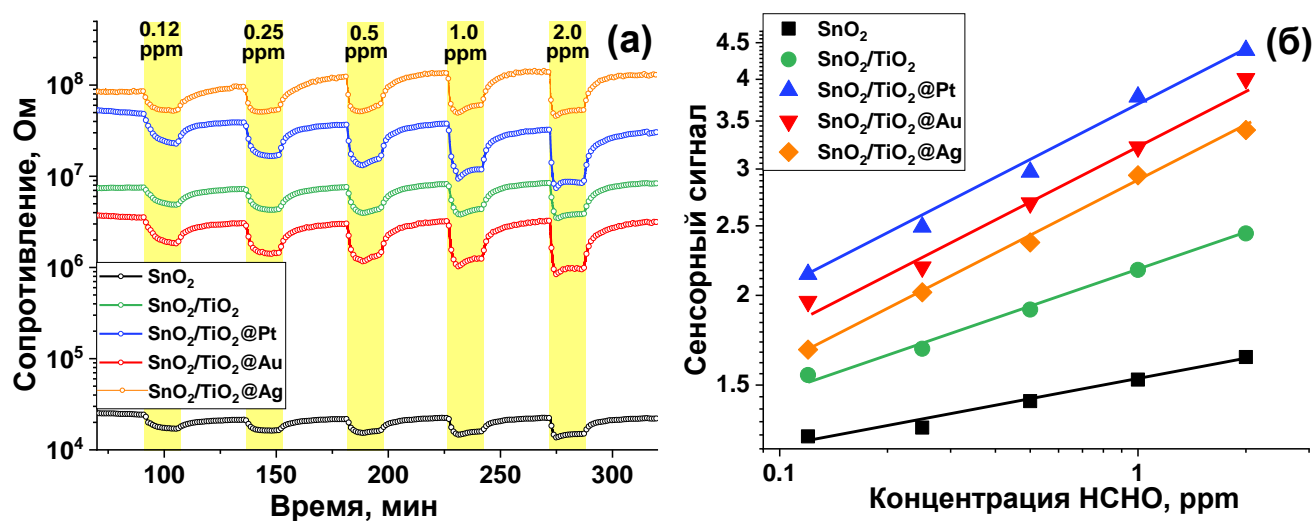 0.12
ppm
0.25
ppm
0.5
ppm
1.0
ppm
2.0
ppm
(а)
Сопротивление, Ом
10⁸
10⁷
10⁶
10⁵
10⁴
SnO₂
SnO₂/TiO₂
SnO₂/TiO₂@Pt
SnO₂/TiO₂@Au
SnO₂/TiO₂@Ag
100
150
200
250
300
Время, мин
(б)
Сенсорный сигнал
4.5
4
3.5
3
2.5
2
1.5
SnO₂
SnO₂/TiO₂
SnO₂/TiO₂@Pt
SnO₂/TiO₂@Au
SnO₂/TiO₂@Ag
0.1
1
Концентрация HCHO, ppm